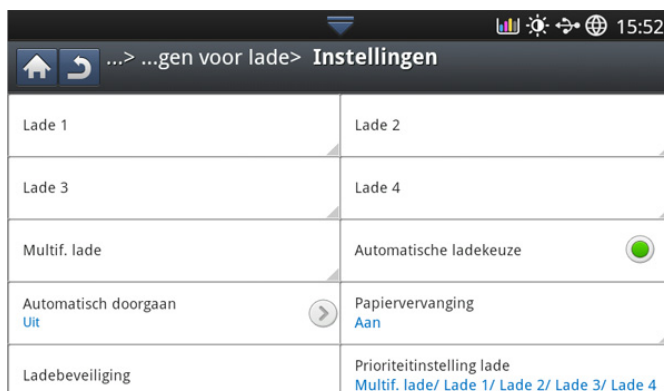 15:52
...> ...gen voor lade> Instellingen
Lade 1
Lade 2
Lade 3
Lade 4
Multif. lade
Automatische ladekeuze
Automatisch doorgaan
Uit
Papiervervanging
Aan
Ladebeveiliging
Prioriteitinstelling lade
Multif. lade/ Lade 1/ Lade 2/ Lade 3/ Lade 4